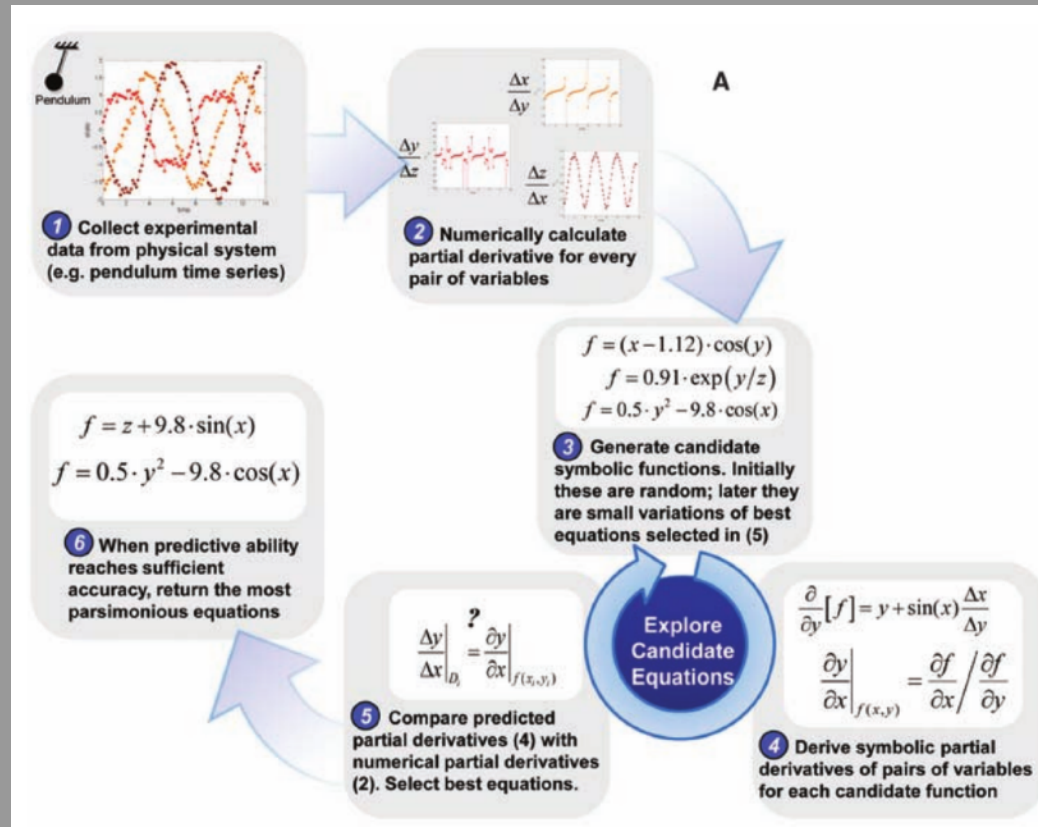 A
Pendulum
state
time
1 Collect experimental
data from physical system
(e.g. pendulum time series)
Δx/Δy
Δy/Δz
Δz/Δx
2 Numerically calculate
partial derivative for every
pair of variables
f = (x−1.12)·cos(y)
f = 0.91·exp(y/z)
f = 0.5·y² −9.8·cos(x)
3 Generate candidate
symbolic functions. Initially
these are random; later they
are small variations of best
equations selected in (5)
Explore
Candidate
Equations
∂/∂y[f] = y + sin(x) Δx/Δy
∂y/∂x|f(x,y) = ∂f/∂x / ∂f/∂y
4 Derive symbolic partial
derivatives of pairs of variables
for each candidate function
?
Δy/Δx|Dᵢ = ∂y/∂x|f(xᵢ,yᵢ)
5 Compare predicted
partial derivatives (4) with
numerical partial derivatives
(2). Select best equations.
f = z + 9.8·sin(x)
f = 0.5·y² −9.8·cos(x)
6 When predictive ability
reaches sufficient
accuracy, return the most
parsimonious equations